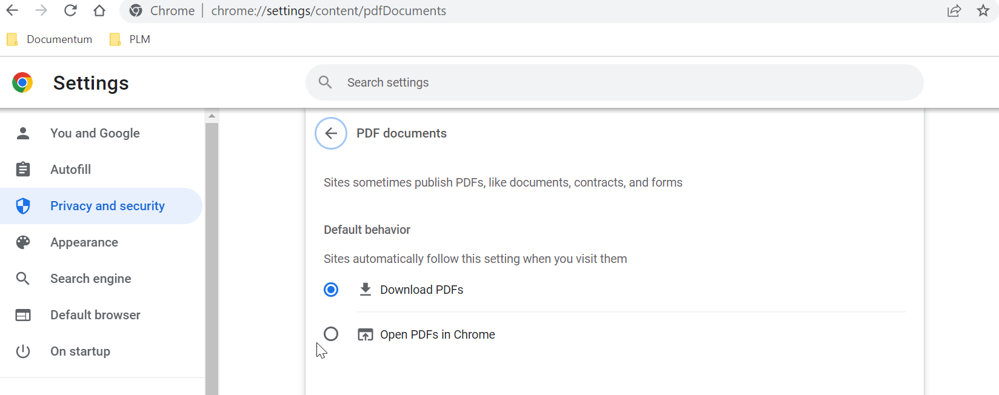 Chrome | chrome://settings/content/pdfDocuments
Documentum PLM
Settings
Search settings
You and Google
Autofill
Privacy and security
Appearance
Search engine
Default browser
On startup
PDF documents
Sites sometimes publish PDFs, like documents, contracts, and forms
Default behavior
Sites automatically follow this setting when you visit them
Download PDFs
Open PDFs in Chrome